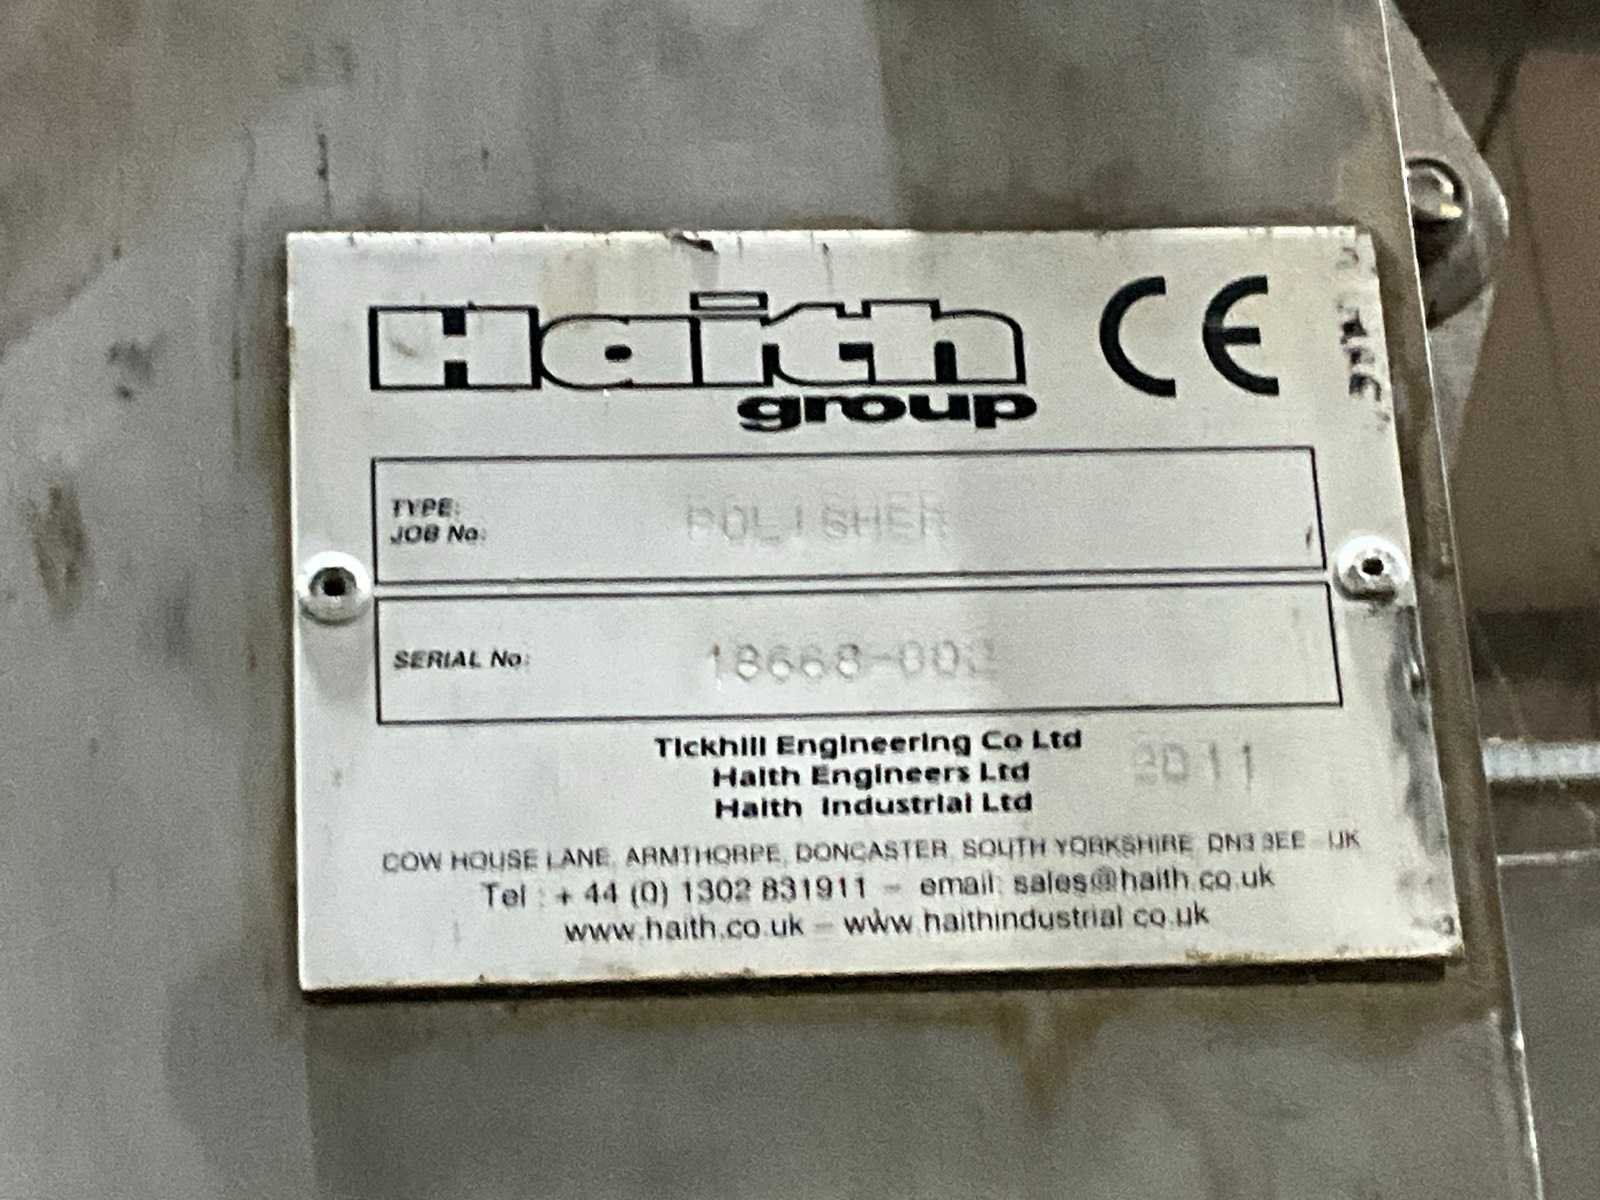 Haith CE
group
TYPE: POLISHER
JOB No:
SERIAL No: 18668-002
Tickhill Engineering Co Ltd
Haith Engineers Ltd 2011
Haith Industrial Ltd
COW HOUSE LANE, ARMTHORPE, DONCASTER, SOUTH YORKSHIRE, DN3 3EE UK
Tel : + 44 (0) 1302 831911 - email: sales@haith.co.uk
www.haith.co.uk - www.haithindustrial.co.uk